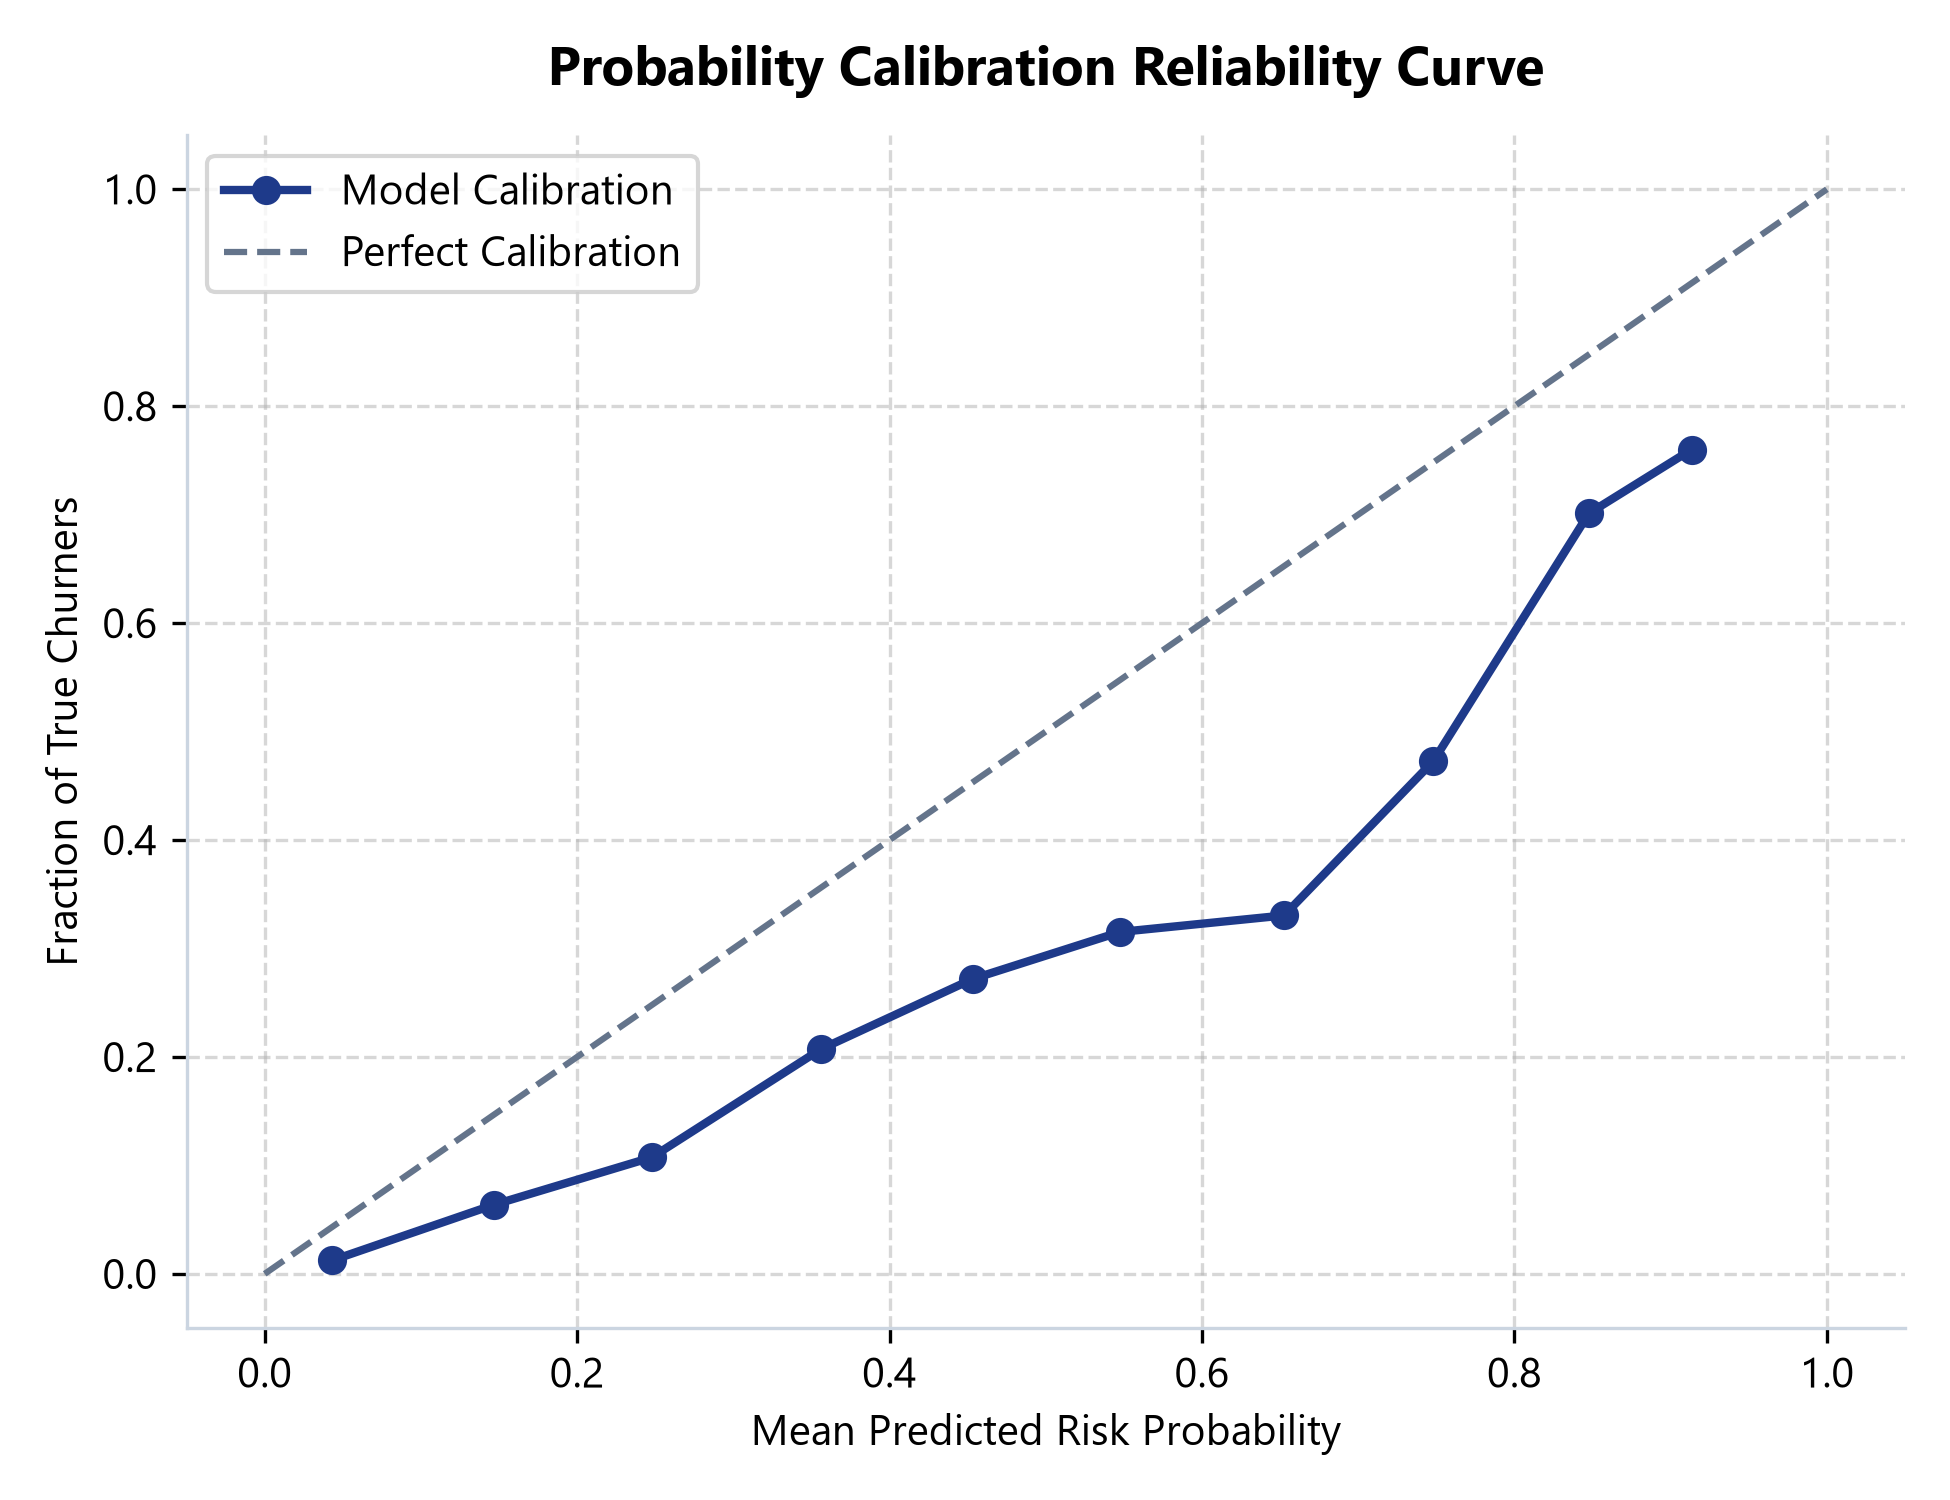 Probability Calibration Reliability Curve
Model Calibration
Perfect Calibration
1.0
0.8
0.6
0.4
0.2
0.0
Fraction of True Churners
0.0 0.2 0.4 0.6 0.8 1.0
Mean Predicted Risk Probability